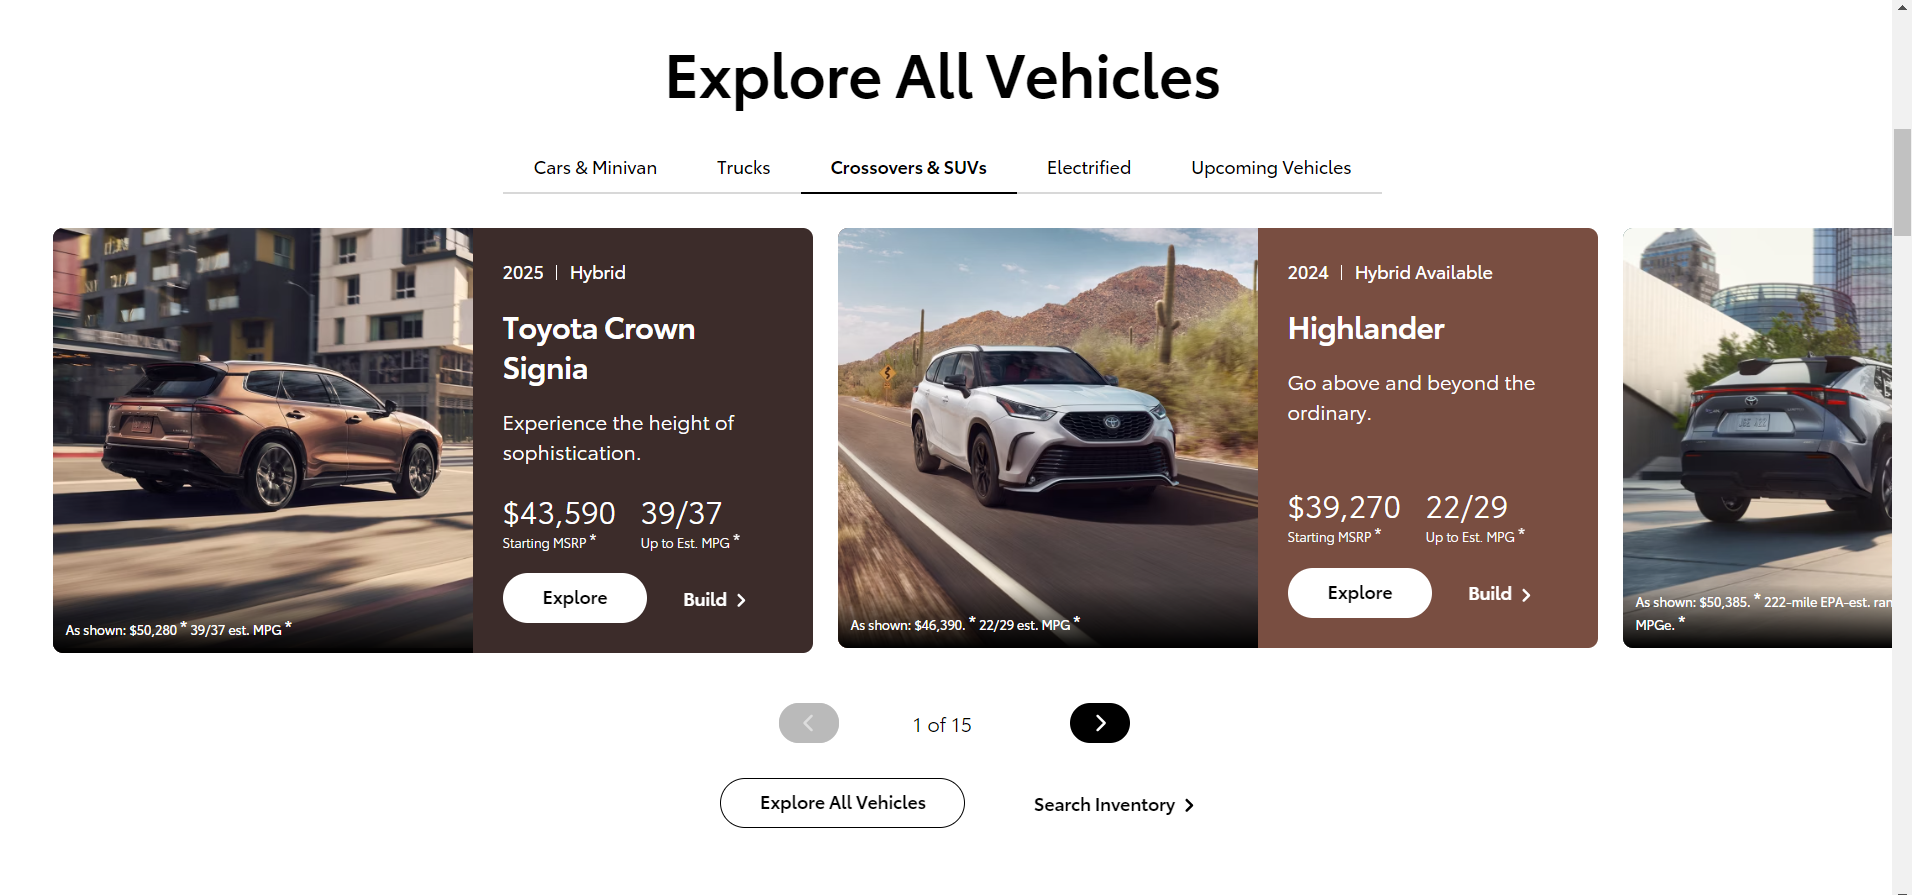 Explore All Vehicles
Cars & Minivan
Trucks
Crossovers & SUVs
Electrified
Upcoming Vehicles
2025 | Hybrid
Toyota Crown
Signia
Experience the height of
sophistication.
$43,590 39/37
Starting MSRP * Up to Est. MPG *
Explore Build
As shown: $50,280 * 39/37 est. MPG *
2024 | Hybrid Available
Highlander
Go above and beyond the
ordinary.
$39,270 22/29
Starting MSRP * Up to Est. MPG *
Explore Build
As shown: $46,390. * 22/29 est. MPG *
As shown: $50,385. * 222-mile EPA-est. ran
MPGe. *
1 of 15
Explore All Vehicles
Search Inventory